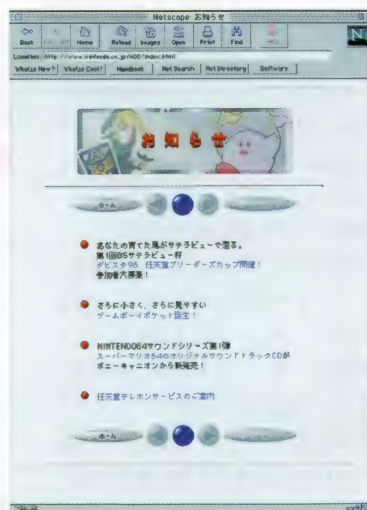 Netscape: お知らせ
Back
Home
Reload
Images
Open
Print
Find
N
Location: http://www.nintendo.co.jp/n00/index.html
What's New?
What's Cool?
Handbook
Net Search
Net Directory
Software
お知らせ
ホーム
あなたの育てた馬がサテラビューで走る。
第1回BSサテラビュー杯
ダビスタ96 任天堂ブリーダーズカップ開催!
参加者大募集!
さらに小さく、さらに見やすい
ゲームボーイポケット誕生!
NINTENDO64サウンドシリーズ第1弾
スーパーマリオ64のオリジナルサウンドトラックCDが
ポニーキャニオンから新発売!
任天堂テレホンサービスのご案内
ホーム